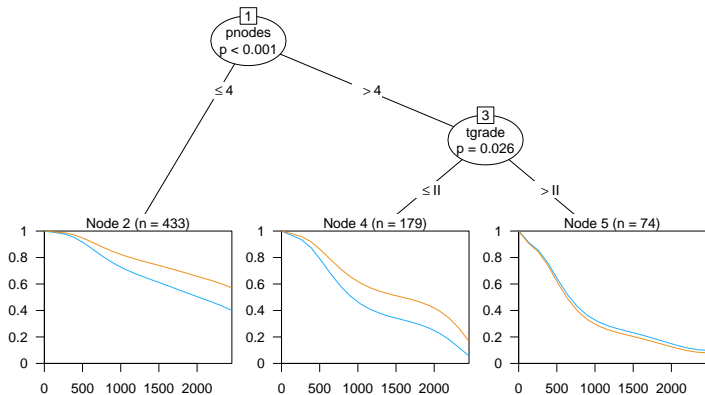 1
pnodes
p < 0.001
≤ 4
> 4
3
tgrade
p = 0.026
≤ II
> II
Node 2 (n = 433)
1
0.8
0.6
0.4
0.2
0
0 500 1000 1500 2000
Node 4 (n = 179)
1
0.8
0.6
0.4
0.2
0
0 500 1000 1500 2000
Node 5 (n = 74)
1
0.8
0.6
0.4
0.2
0
0 500 1000 1500 2000